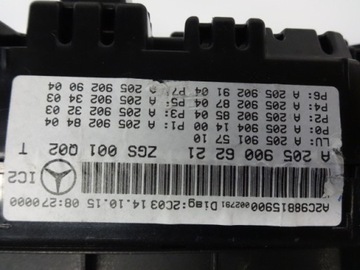 A2C98815900 002791 Diag:2C03 14.10.15 08:270000
IC2
A 205 900 62 21 ZGS 001 Q02 T
LU: A 205 901 57 10
P0: A 205 904 14 00 P1: A 205 902 84 04
P2: A 205 902 85 04 P3: A 205 902 32 03
P4: A 205 902 87 04 P5: A 205 902 34 03
P6: A 205 902 91 04 P7: A 205 902 90 04